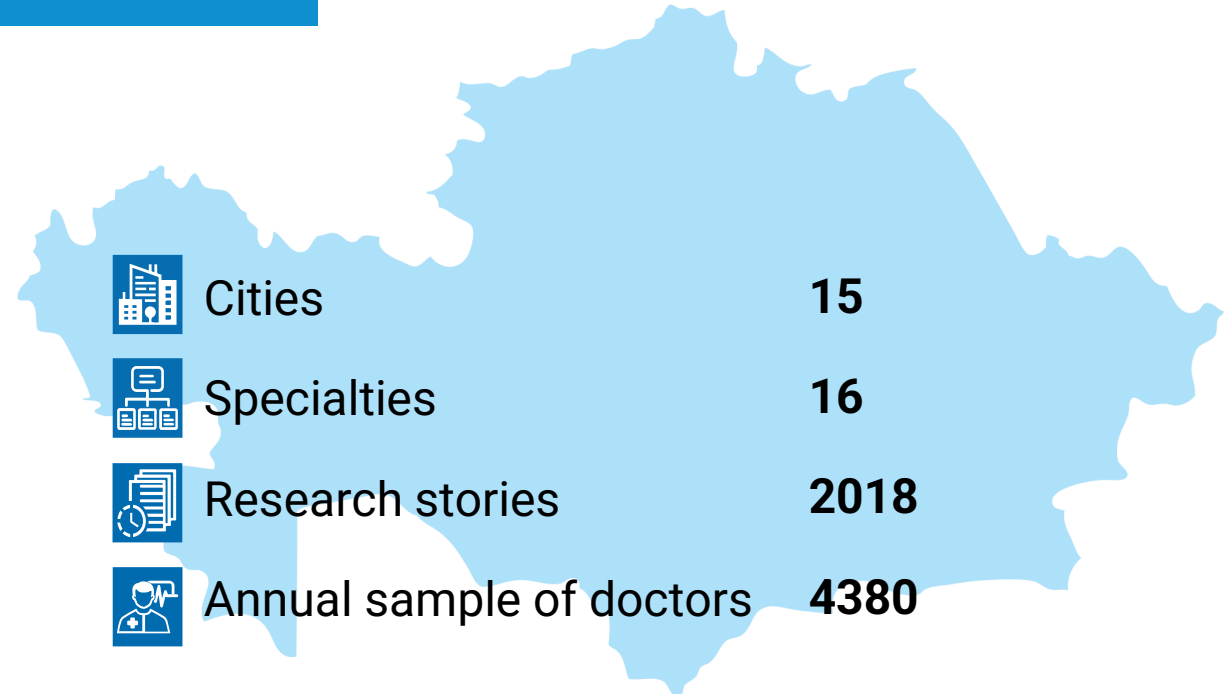 Cities 15
Specialties 16
Research stories 2018
Annual sample of doctors 4380